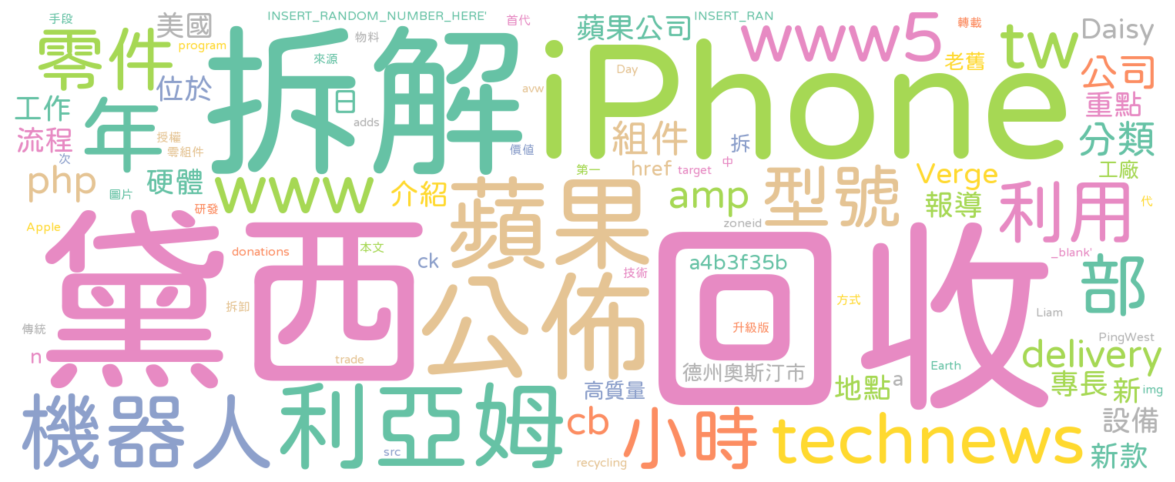 手段
美國
INSERT_RANDOM_NUMBER_HERE'
首代
INSERT_RAN
轉載
零件
program
物料
蘋果公司
www5
tw
Daisy
來源
拆解
iPhone
老舊
公司
位於
Day
工作
年
日
avw
重點
流程
adds
組件
拆
分類
授權
次
零組件
價值
中
php
圖片
硬體
www
介紹
第一
href
target
工廠
研發
amp
型號
Verge
利用
代
報導
Apple
黛西
蘋果
zoneid
回收
donations
本文
ck
技術
a4b3f35b
_blank'
部
拆卸
公佈
方式
傳統
升級版
Liam
n
trade
PingWest
德州奧斯汀市
Earth
delivery
機器人
利亞姆
高質量
地點
a
專長
新
img
cb
小時
technews
設備
src
recycling
新款